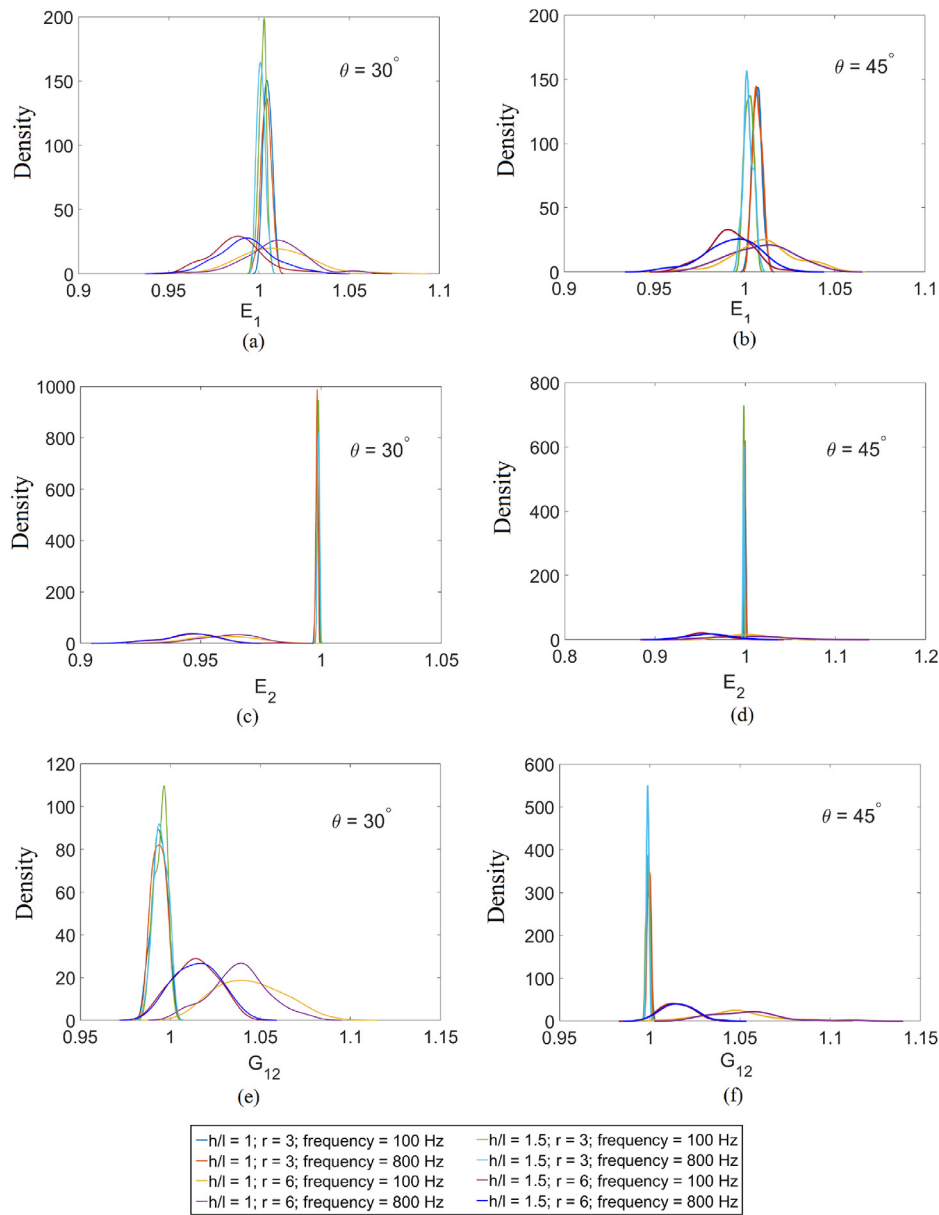 200
150
100
50
0
Density
θ = 30°
0.9 0.95 1 1.05 1.1
E1
(a)
200
150
100
50
0
Density
θ = 45°
0.9 0.95 1 1.05 1.1
E1
(b)
1000
800
600
400
200
0
Density
θ = 30°
0.9 0.95 1 1.05
E2
(c)
800
600
400
200
0
Density
θ = 45°
0.8 0.9 1 1.1 1.2
E2
(d)
120
100
80
60
40
20
0
Density
θ = 30°
0.95 1 1.05 1.1 1.15
G12
(e)
600
500
400
300
200
100
0
Density
θ = 45°
0.95 1 1.05 1.1 1.15
G12
(f)
h/l = 1; r = 3; frequency = 100 Hz
h/l = 1; r = 3; frequency = 800 Hz
h/l = 1; r = 6; frequency = 100 Hz
h/l = 1; r = 6; frequency = 800 Hz
h/l = 1.5; r = 3; frequency = 100 Hz
h/l = 1.5; r = 3; frequency = 800 Hz
h/l = 1.5; r = 6; frequency = 100 Hz
h/l = 1.5; r = 6; frequency = 800 Hz